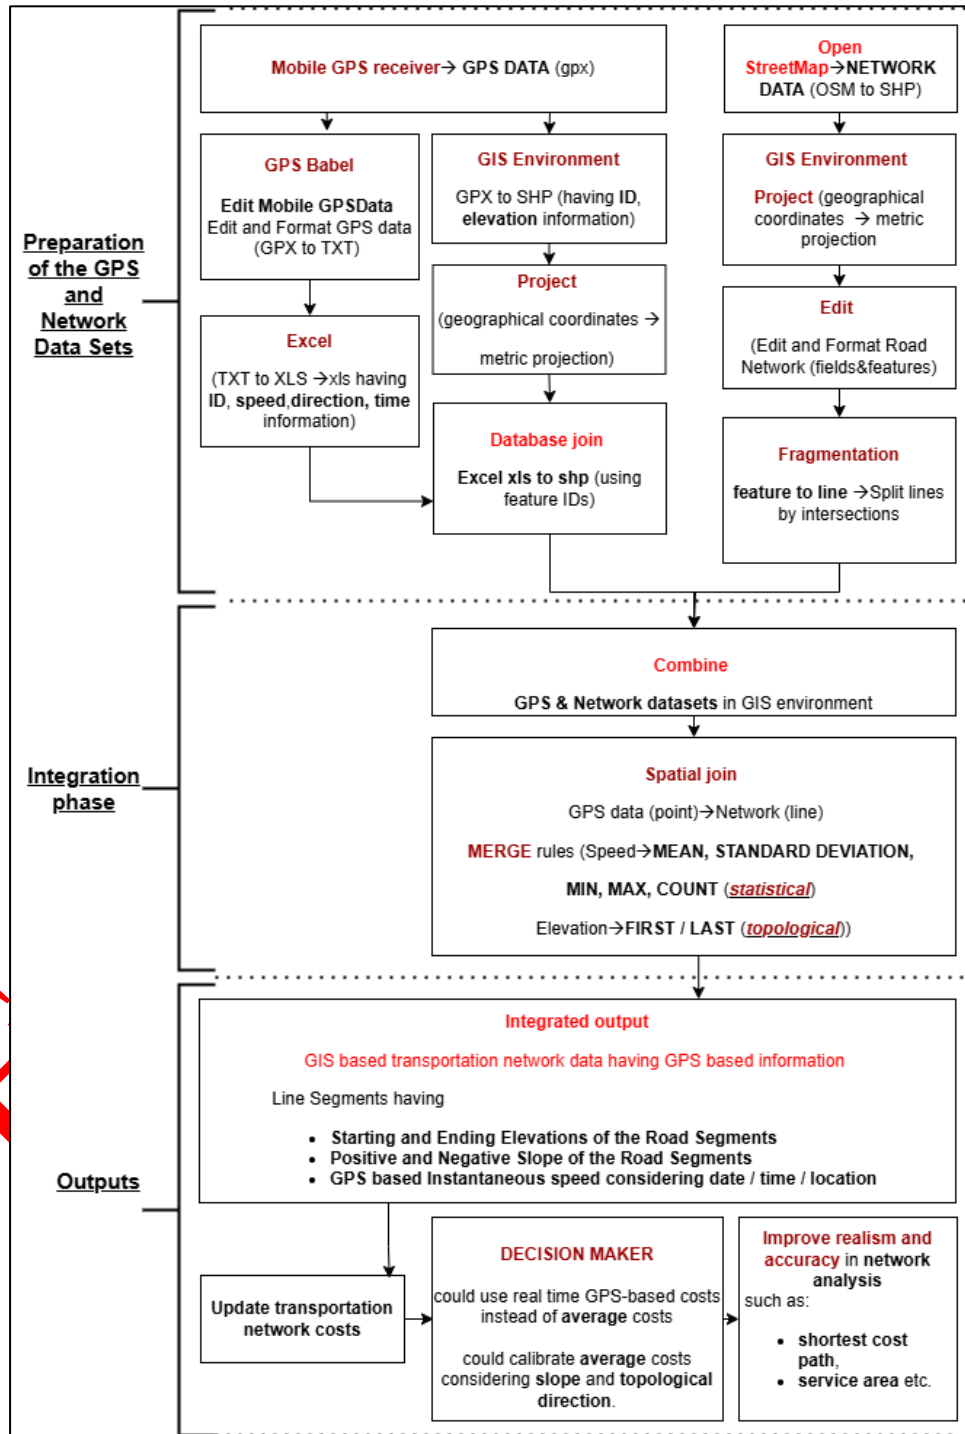 Preparation
of the GPS
and
Network
Data Sets
Mobile GPS receiver→ GPS DATA (gpx)
Open
StreetMap→NETWORK
DATA (OSM to SHP)
GPS Babel
Edit Mobile GPSData
Edit and Format GPS data
(GPX to TXT)
GIS Environment
GPX to SHP (having ID,
elevation information)
GIS Environment
Project (geographical
coordinates → metric
projection
Excel
(TXT to XLS →xls having
ID, speed,direction, time
information)
Project
(geographical coordinates →
metric projection)
Edit
(Edit and Format Road
Network (fields&features)
Database join
Excel xls to shp (using
feature IDs)
Fragmentation
feature to line →Split lines
by intersections
Integration
phase
Combine
GPS & Network datasets in GIS environment
Spatial join
GPS data (point)→Network (line)
MERGE rules (Speed→MEAN, STANDARD DEVIATION,
MIN, MAX, COUNT (statistical)
Elevation→FIRST / LAST (topological))
Outputs
Integrated output
GIS based transportation network data having GPS based information
Line Segments having
• Starting and Ending Elevations of the Road Segments
• Positive and Negative Slope of the Road Segments
• GPS based Instantaneous speed considering date / time / location
Update transportation
network costs
DECISION MAKER
could use real time GPS-based costs
instead of average costs
could calibrate average costs
considering slope and topological
direction.
Improve realism and
accuracy in network
analysis
such as:
• shortest cost
path,
• service area etc.